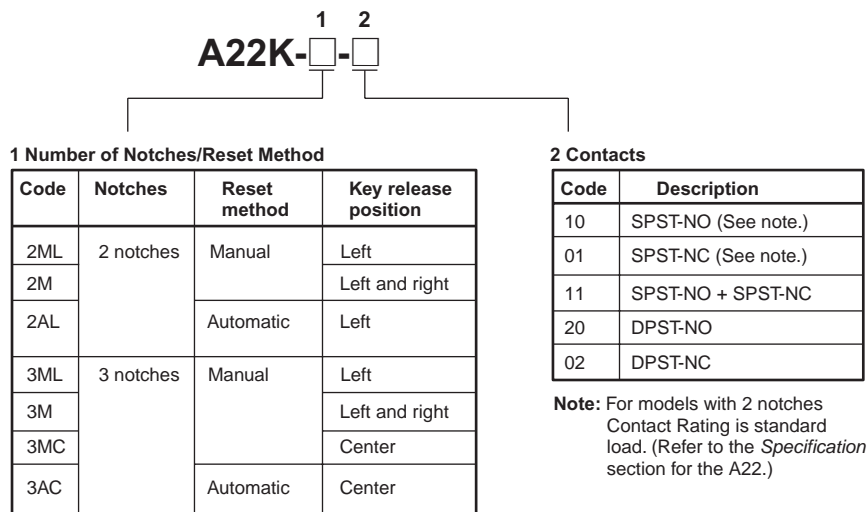 1 2
A22K-□-□
1 Number of Notches/Reset Method
Code Notches Reset method Key release position
2ML 2 notches Manual Left
2M Left and right
2AL Automatic Left
3ML 3 notches Manual Left
3M Left and right
3MC Center
3AC Automatic Center
2 Contacts
Code Description
10 SPST-NO (See note.)
01 SPST-NC (See note.)
11 SPST-NO + SPST-NC
20 DPST-NO
02 DPST-NC
Note: For models with 2 notches
Contact Rating is standard
load. (Refer to the Specification
section for the A22.)